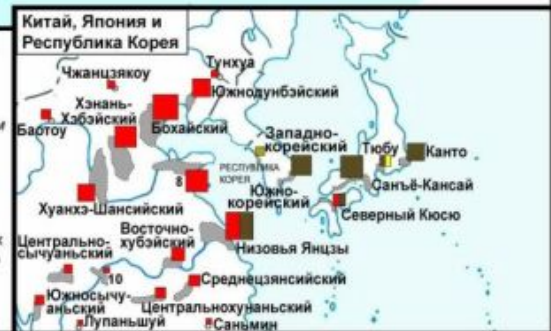 Китай, Япония и
Республика Корея
Тунхуа
Чжанцзякоу
Южнодунбэйский
Хэнань-
Хэбэйский
Баотоу
Бохайский
Западно-
корейский
Тюбу
Канто
РЕСПУБЛИКА
КОРЕЯ
8
Южно-
корейский
Санъё-Кансай
Хуанхэ-Шансийский
Северный Кюсю
Восточно-
хубэйский
Низовья Янцзы
Центрально-
сычуаньский
10
Среднецзянсийский
Южносычу-
аньский
Центральнохунаньский
Лупаньшуй
Саньмин